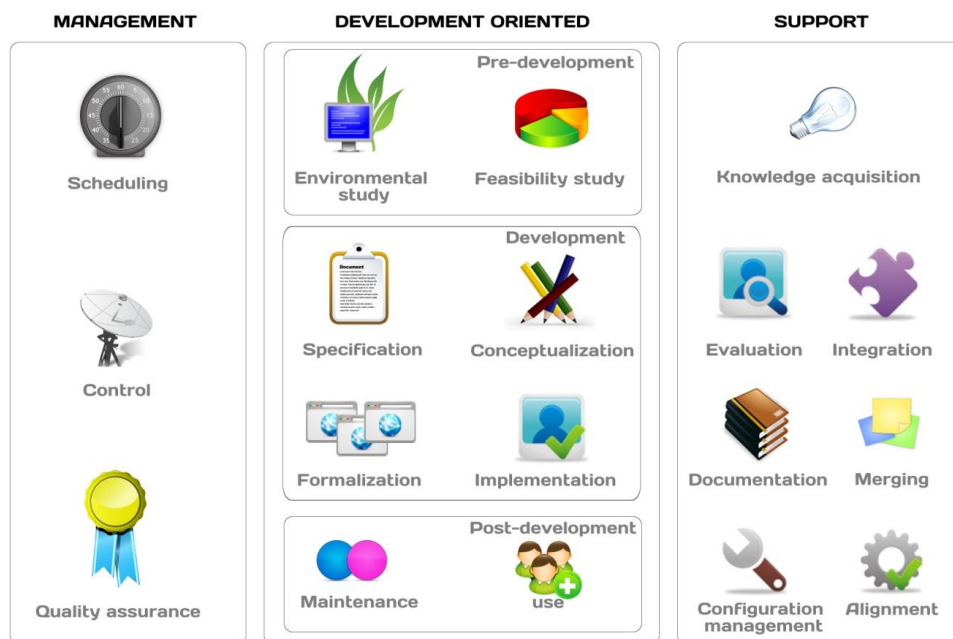 MANAGEMENT
Scheduling
Control
Quality assurance
DEVELOPMENT ORIENTED
Pre-development
Environmental
study
Feasibility study
Development
Document
Specification
Conceptualization
Formalization
Implementation
Post-development
Maintenance
use
SUPPORT
Knowledge acquisition
Evaluation
Integration
Documentation
Merging
Configuration
management
Alignment